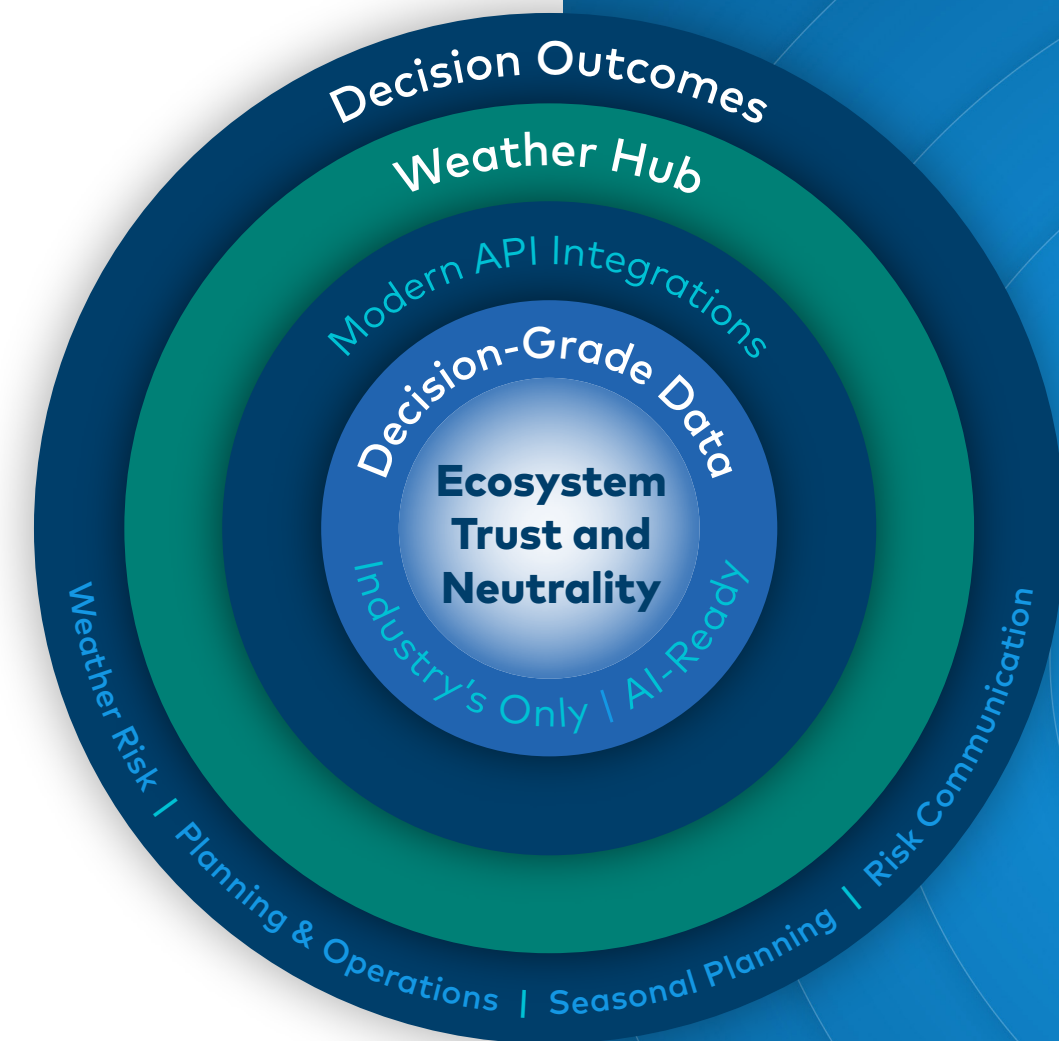 Decision Outcomes
Weather Hub
Modern API Integrations
Decision-Grade Data
Ecosystem
Trust and
Neutrality
Industry's Only | AI-Ready
Weather Risk | Planning & Operations | Seasonal Planning | Risk Communication